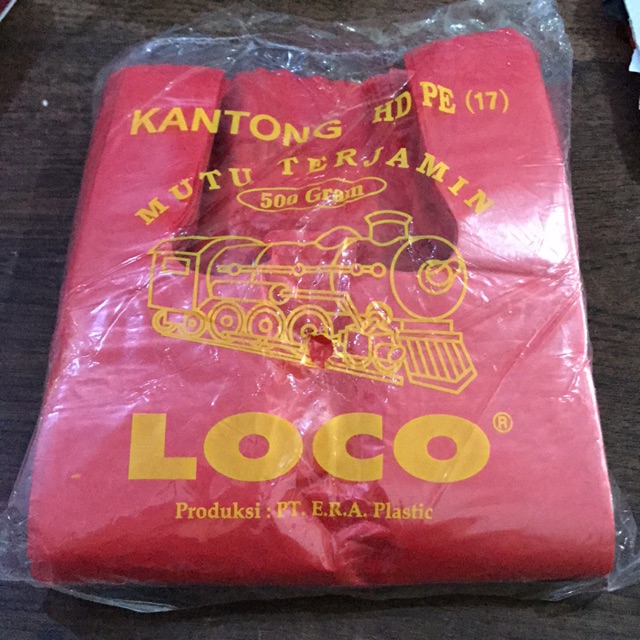 KANTONG HD PE (17)
MUTU TERJAMIN
500 Gram
LOCO®
Produksi : PT. E.R.A. Plastic